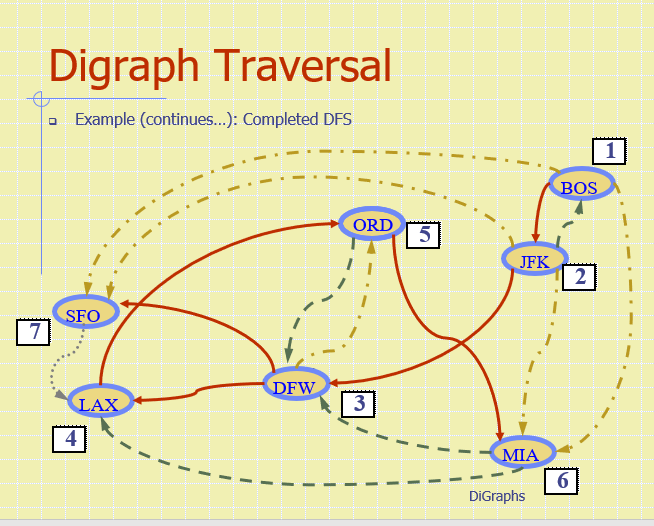 Digraph Traversal
Example (continues…): Completed DFS
1
BOS
ORD
5
JFK
2
SFO
7
DFW
3
LAX
4
MIA
6
DiGraphs